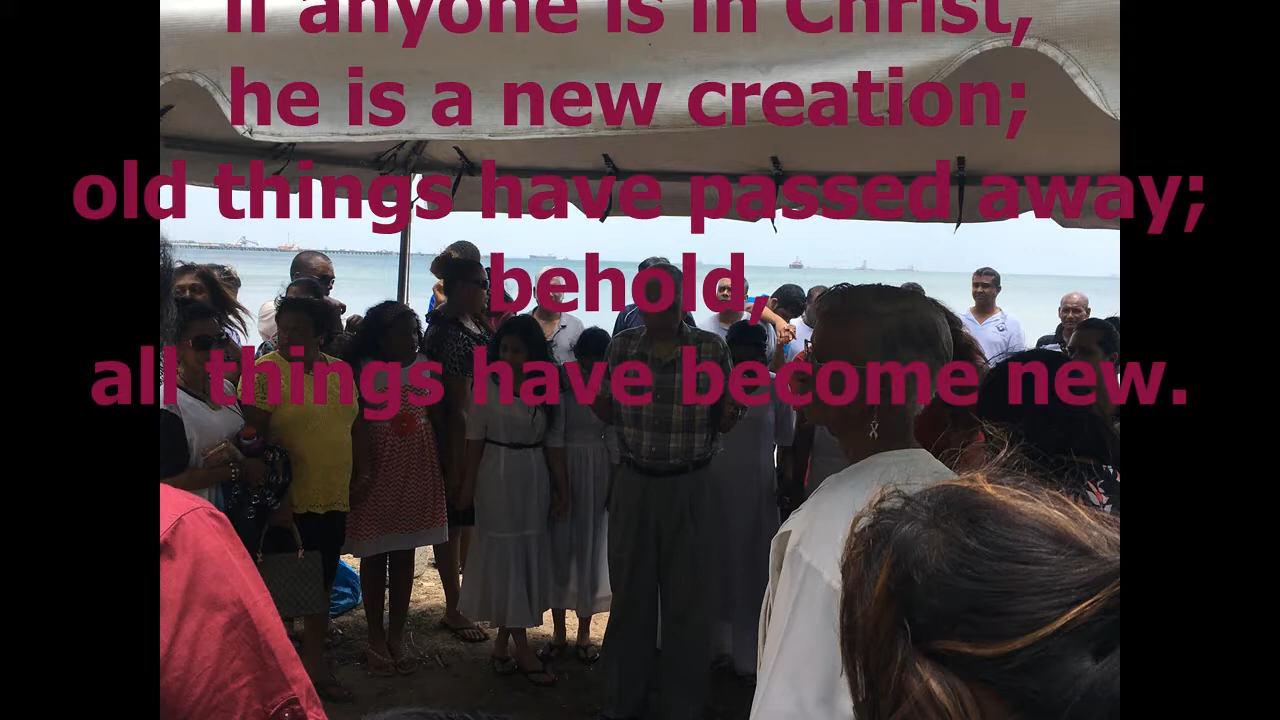 if anyone is in Christ,
he is a new creation;
old things have passed away;
behold,
all things have become new.